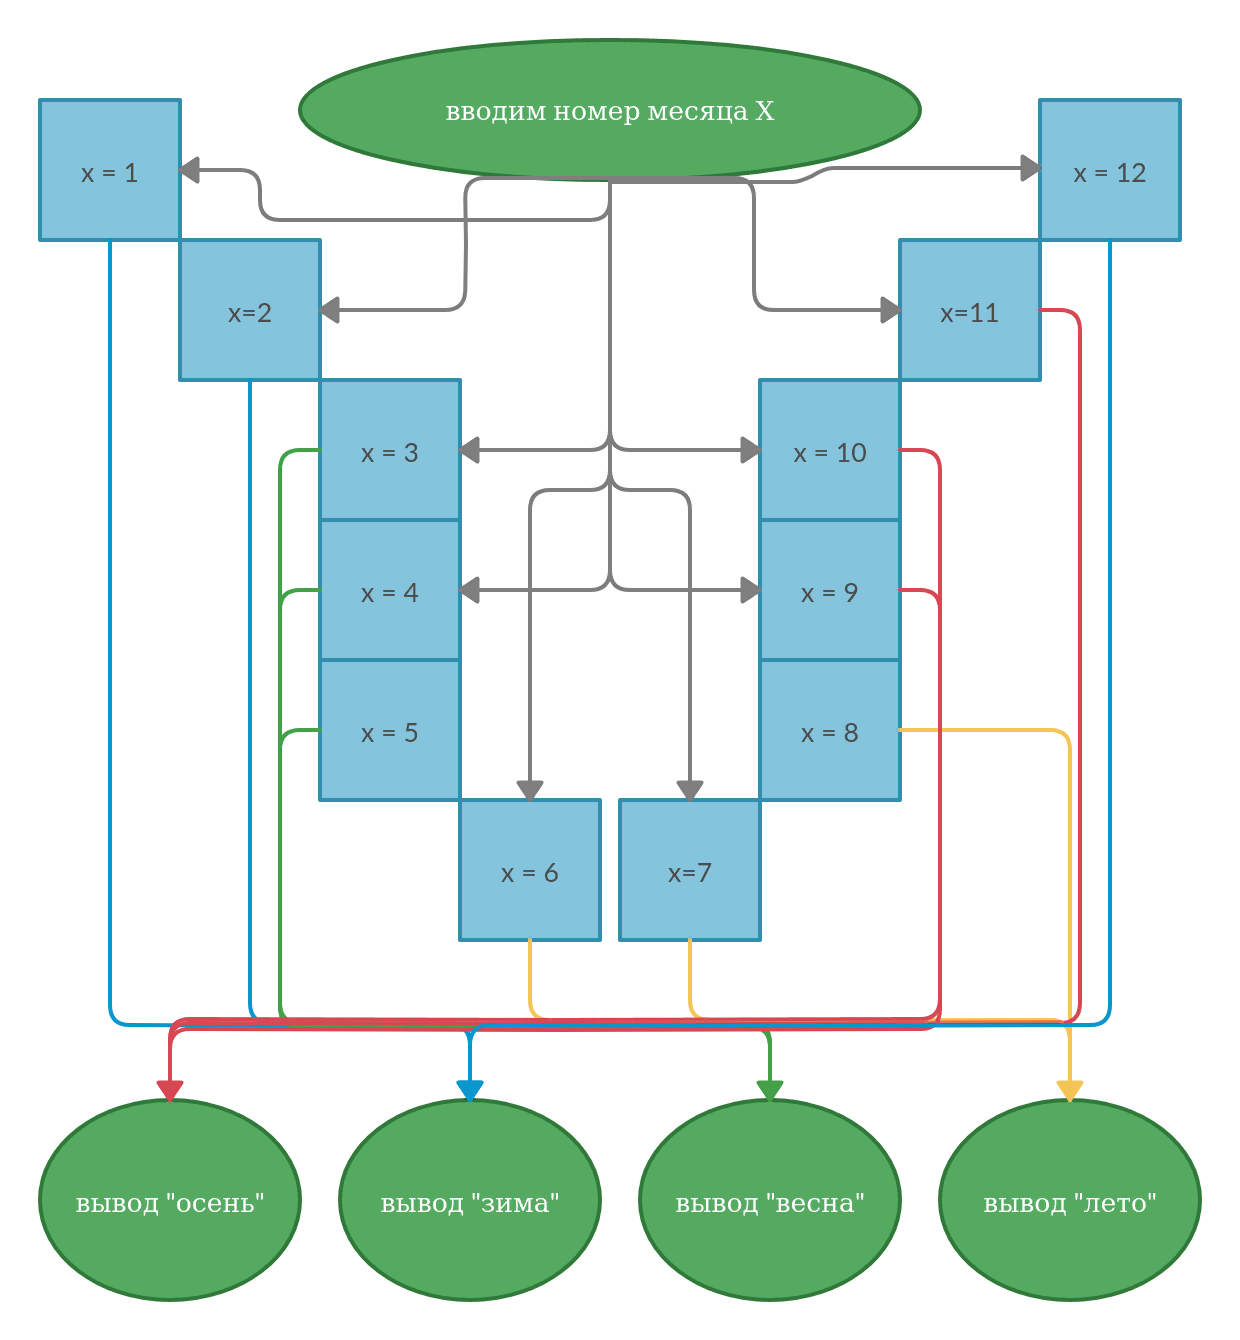 вводим номер месяца X
x = 1
x = 12
x=2
x=11
x = 3
x = 10
x = 4
x = 9
x = 5
x = 8
x = 6
x=7
вывод "осень"
вывод "зима"
вывод "весна"
вывод "лето"